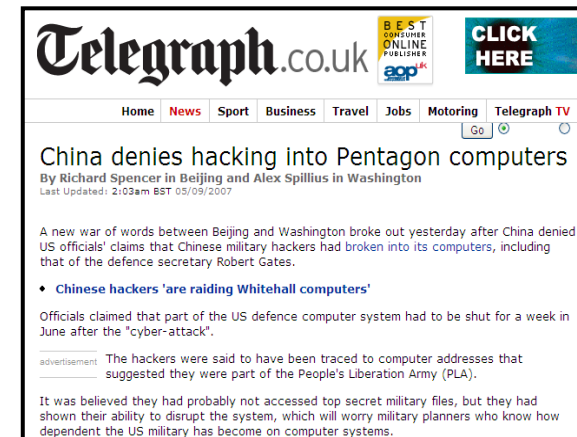 Telegraph.co.uk
BEST
CONSUMER
ONLINE
PUBLISHER
aop uk
CLICK
HERE
Home News Sport Business Travel Jobs Motoring Telegraph TV
Go
China denies hacking into Pentagon computers
By Richard Spencer in Beijing and Alex Spillius in Washington
Last Updated: 2:03am BST 05/09/2007
A new war of words between Beijing and Washington broke out yesterday after China denied
US officials' claims that Chinese military hackers had broken into its computers, including
that of the defence secretary Robert Gates.
Chinese hackers 'are raiding Whitehall computers'
Officials claimed that part of the US defence computer system had to be shut for a week in
June after the "cyber-attack".
advertisement
The hackers were said to have been traced to computer addresses that
suggested they were part of the People's Liberation Army (PLA).
It was believed they had probably not accessed top secret military files, but they had
shown their ability to disrupt the system, which will worry military planners who know how
dependent the US military has become on computer systems.